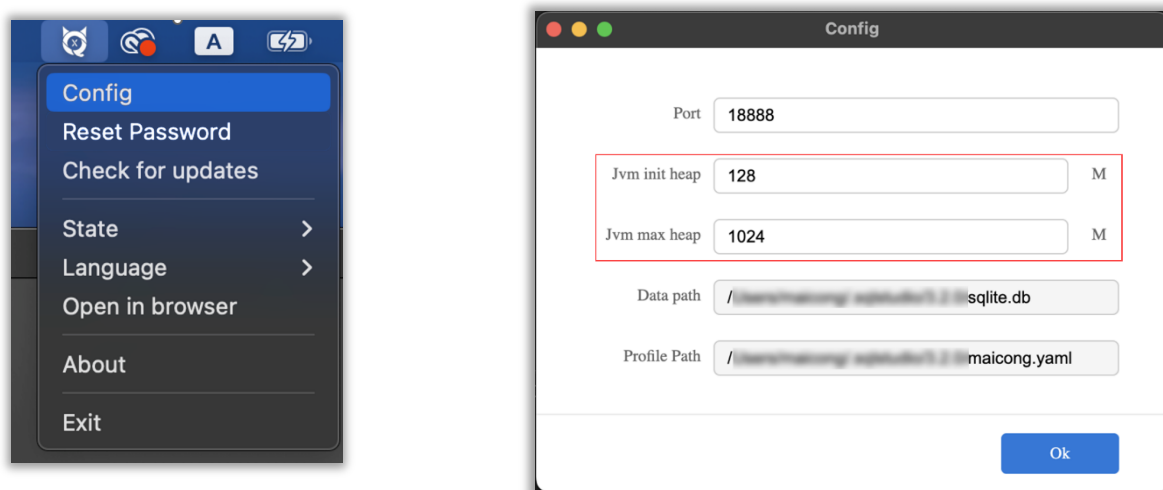 A
Config
Reset Password
Check for updates
State
Language
Open in browser
About
Exit
Config
Port 18888
Jvm init heap 128 M
Jvm max heap 1024 M
Data path / sqlite.db
Profile Path / maicong.yaml
Ok